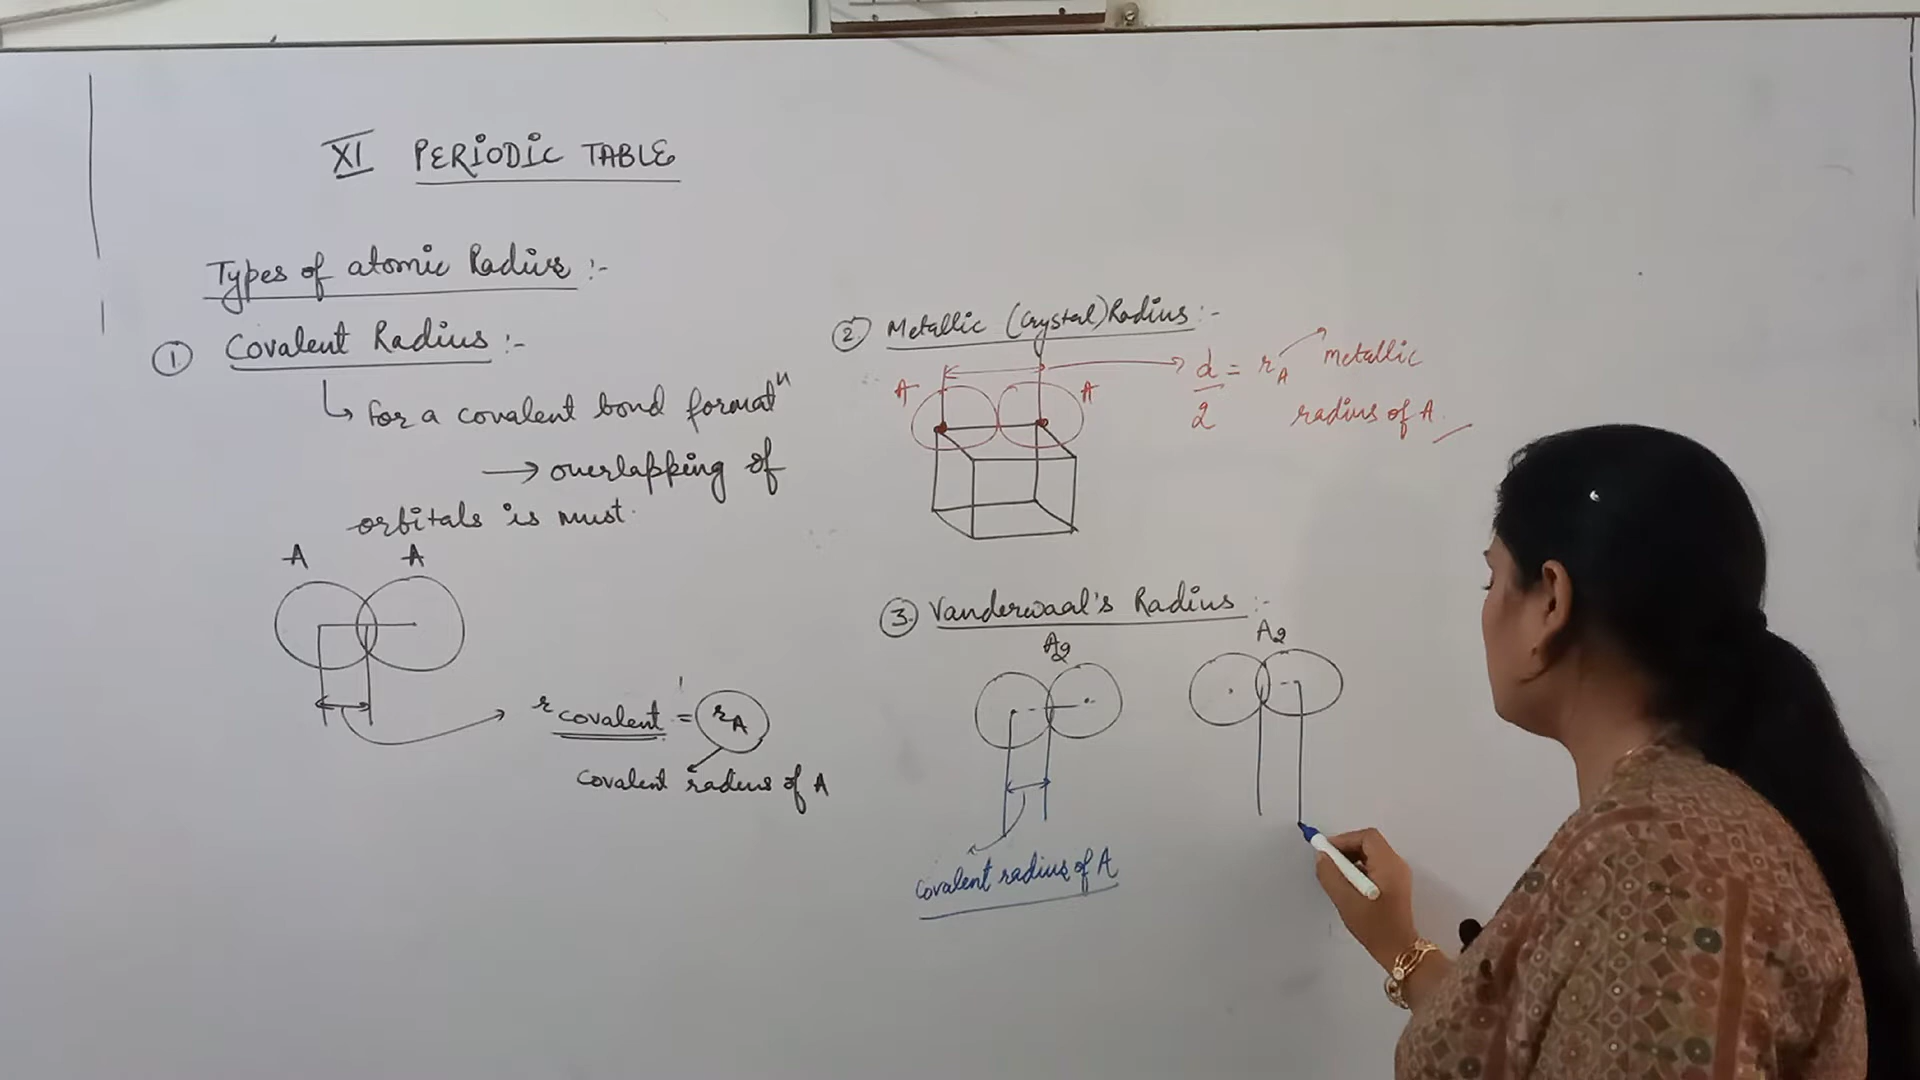 XI PERIODIC TABLE
Types of atomic Radius :-
① Covalent Radius :-
↳ For a covalent bond formatⁿ
→ overlapping of
orbitals is must.
A A
r covalent = rA
Covalent radius of A
② Metallic (Crystal) Radius :-
A A
d/2 = rA metallic
radius of A.
③ Vanderwaal's Radius :-
A2 A2
Covalent radius of A